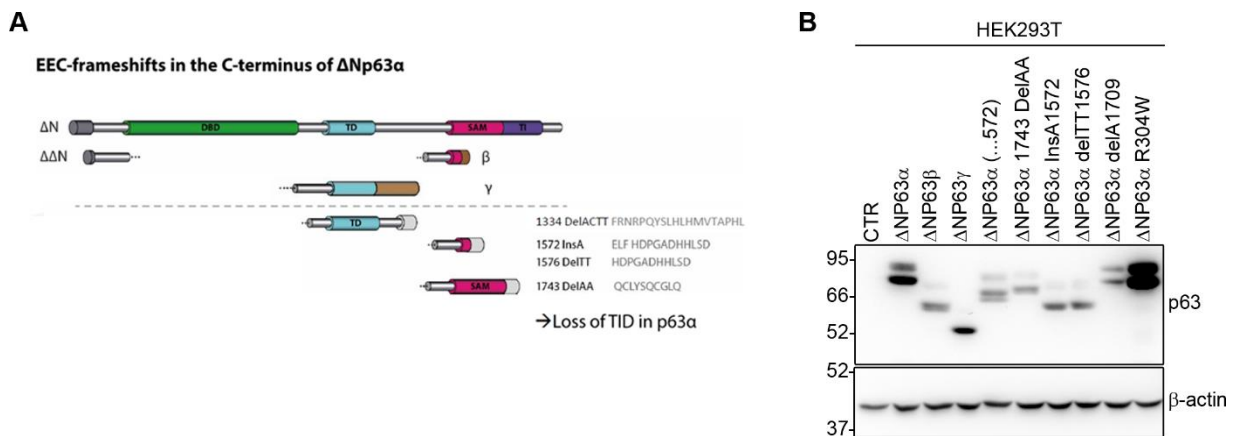 A
EEC-frameshifts in the C-terminus of ΔNp63α
ΔN
DBD
TD
SAM
TI
ΔΔN
β
γ
TD
1334 DelACTT FRNRPQYSLHLHMVTAPHL
1572 InsA ELF HDPGADHHLSD
1576 DelTT HDPGADHHLSD
SAM
1743 DelAA QCLYSQCGLQ
→Loss of TID in p63α
B
HEK293T
CTR
ΔNP63α
ΔNP63β
ΔNP63γ
ΔNP63α (...572)
ΔNP63α 1743 DelAA
ΔNP63α InsA1572
ΔNP63α delTT1576
ΔNP63α delA1709
ΔNP63α R304W
95
66
52
p63
52
37
β-actin